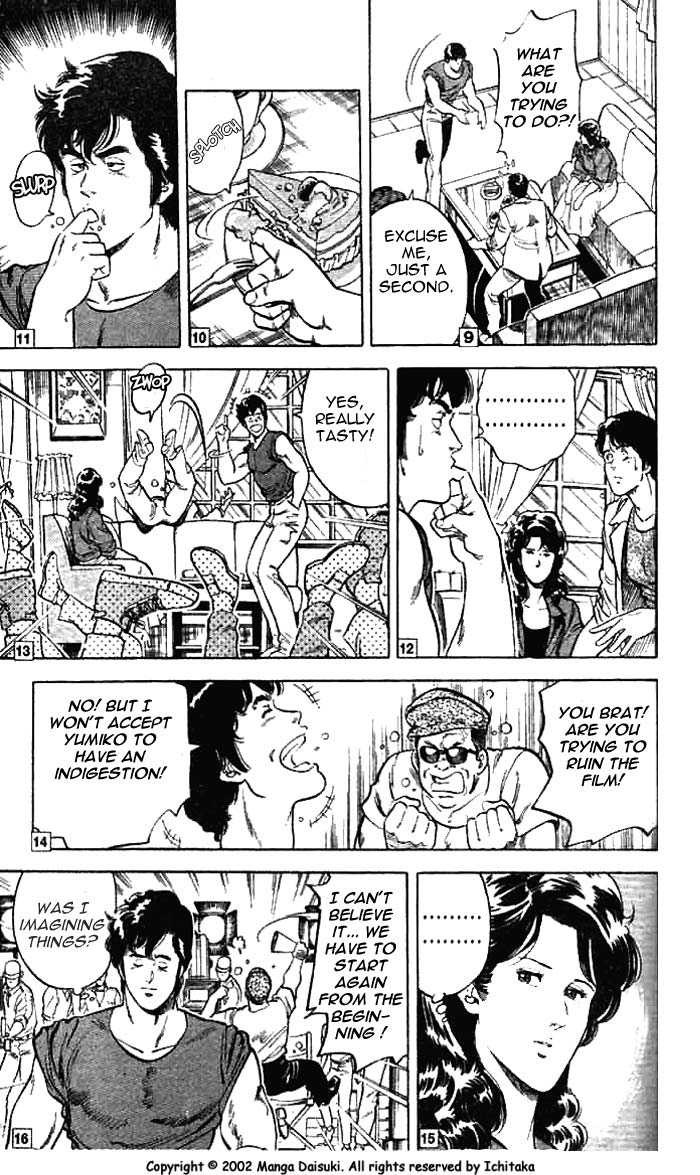 WHAT
ARE
YOU
TRYING
TO DO?!
EXCUSE
ME,
JUST A
SECOND.
9
SPLOTCH
10
SLURP
11
............
............
12
YES,
REALLY
TASTY!
ZWOP
13
YOU BRAT!
ARE YOU
TRYING TO
RUIN THE
FILM!
NO! BUT I
WON'T ACCEPT
YUMIKO TO
HAVE AN
INDIGESTION!
14
.........
.........
15
I CAN'T
BELIEVE
IT... WE
HAVE TO
START
AGAIN
FROM THE
BEGIN-
NING !
WAS I
IMAGINING
THINGS?
16
Copyright © 2002 Manga Daisuki. All rights reserved by Ichitaka